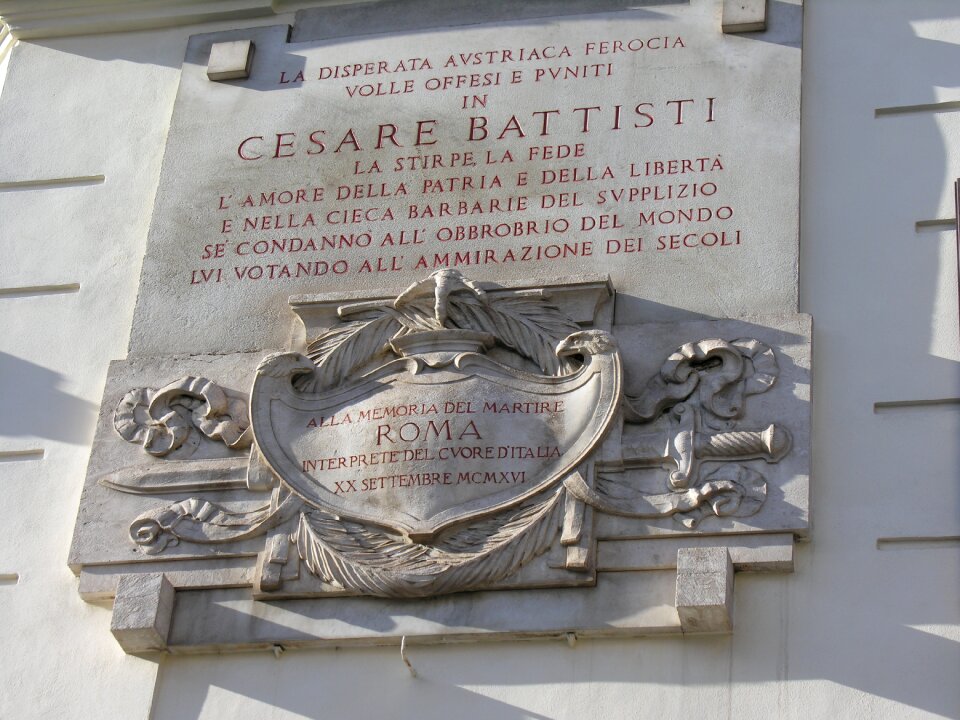 LA DISPERATA AVSTRIACA FEROCIA
VOLLE OFFESI E PVNITI
IN
CESARE BATTISTI
LA STIRPE, LA FEDE
L'AMORE DELLA PATRIA E DELLA LIBERTÀ
E NELLA CIECA BARBARIE DEL SVPPLIZIO
SE CONDANNÒ ALL'OBBROBRIO DEL MONDO
LVI VOTANDO ALL'AMMIRAZIONE DEI SECOLI
ALLA MEMORIA DEL MARTIRE
ROMA
INTERPRETE DEL CVORE D'ITALIA
XX SETTEMBRE MCMXVI